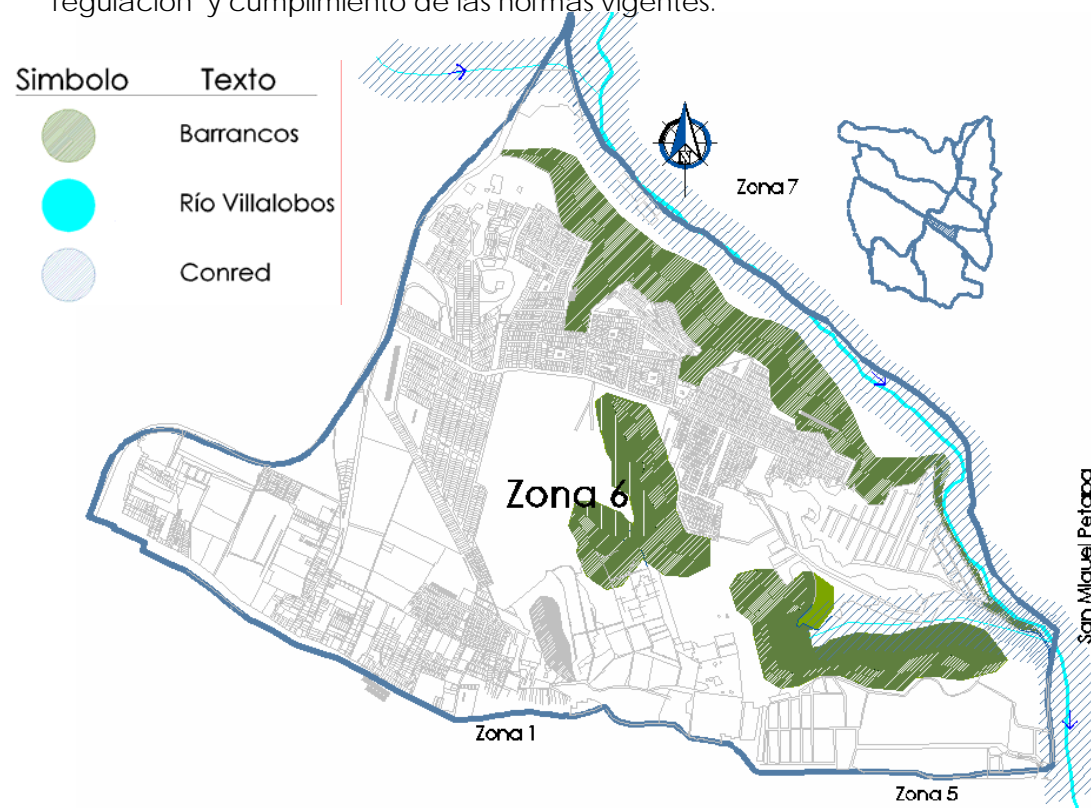 regulación y cumplimiento de las normas vigentes.
Simbolo Texto
Barrancos
Río Villalobos
Conred
N
Zona 7
Zona 6
San Miguel Petapa
Zona 1
Zona 5